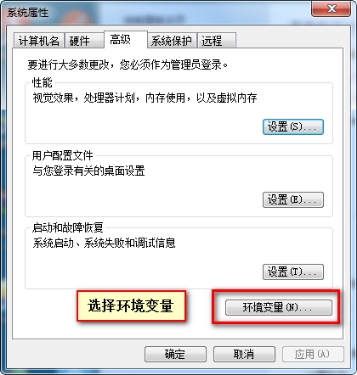 系统属性
计算机名 硬件 高级 系统保护 远程
要进行大多数更改，您必须作为管理员登录。
性能
视觉效果，处理器计划，内存使用，以及虚拟内存
设置(S)...
用户配置文件
与您登录有关的桌面设置
设置(E)...
启动和故障恢复
系统启动、系统失败和调试信息
设置(T)...
选择环境变量
环境变量(N)...
确定 取消 应用(A)